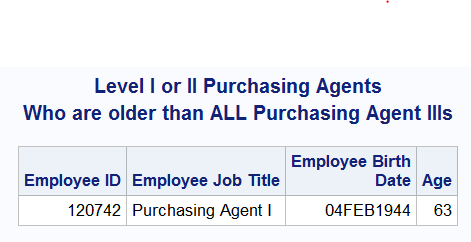 Level I or II Purchasing Agents
Who are older than ALL Purchasing Agent IIIs
Employee ID Employee Job Title Employee Birth Date Age
120742 Purchasing Agent I 04FEB1944 63